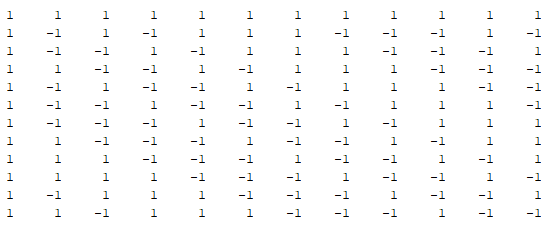 1 1 1 1 1 1 1 1 1 1 1 1
1 -1 1 -1 1 1 1 -1 -1 -1 1 -1
1 -1 -1 1 -1 1 1 1 -1 -1 -1 1
1 1 -1 -1 1 -1 1 1 1 -1 -1 -1
1 -1 1 -1 -1 1 -1 1 1 1 -1 -1
1 -1 -1 1 -1 -1 1 -1 1 1 1 -1
1 -1 -1 -1 1 -1 -1 1 -1 1 1 1
1 1 -1 -1 -1 1 -1 -1 1 -1 1 1
1 1 1 -1 -1 -1 1 -1 -1 1 -1 1
1 1 1 1 -1 -1 -1 1 -1 -1 1 -1
1 -1 1 1 1 -1 -1 -1 1 -1 -1 1
1 1 -1 1 1 1 -1 -1 -1 1 -1 -1